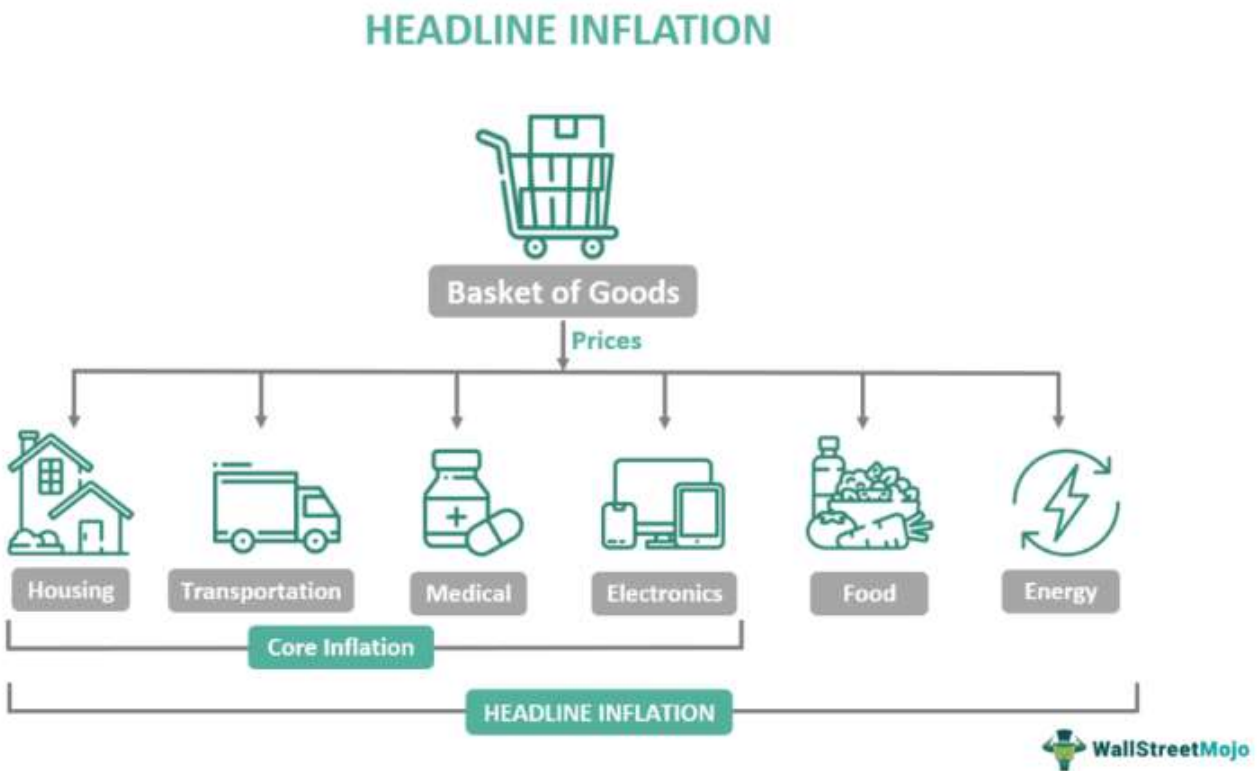 HEADLINE INFLATION
Basket of Goods
Prices
Housing
Transportation
Medical
Electronics
Food
Energy
Core Inflation
HEADLINE INFLATION
WallStreetMojo